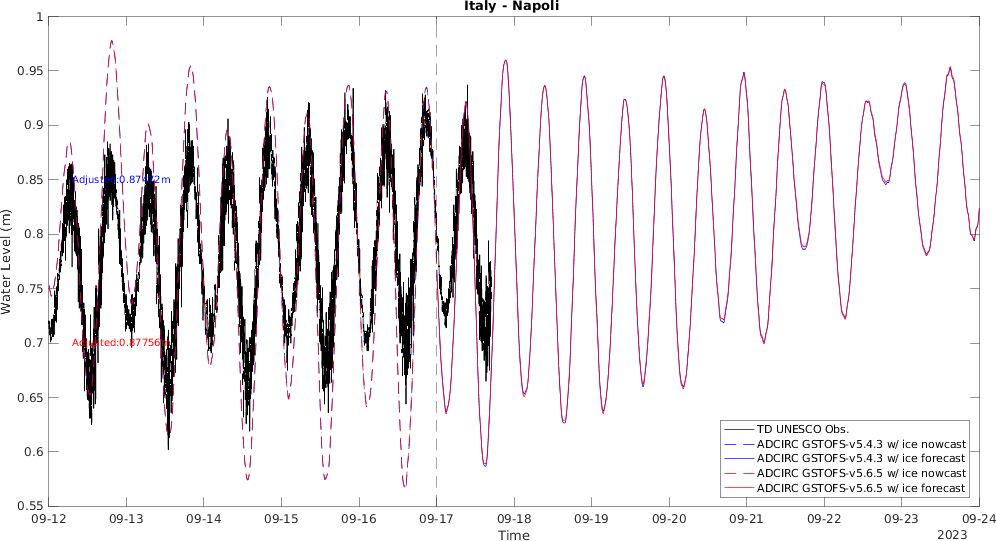 Italy - Napoli
Water Level (m)
1
0.95
0.9
0.85
0.8
0.75
0.7
0.65
0.6
0.55
Adjusted:0.87756m
TD UNESCO Obs.
ADCIRC GSTOFS-v5.4.3 w/ ice nowcast
ADCIRC GSTOFS-v5.4.3 w/ ice forecast
ADCIRC GSTOFS-v5.6.5 w/ ice nowcast
ADCIRC GSTOFS-v5.6.5 w/ ice forecast
09-12 09-13 09-14 09-15 09-16 09-17 09-18 09-19 09-20 09-21 09-22 09-23 09-24
Time
2023